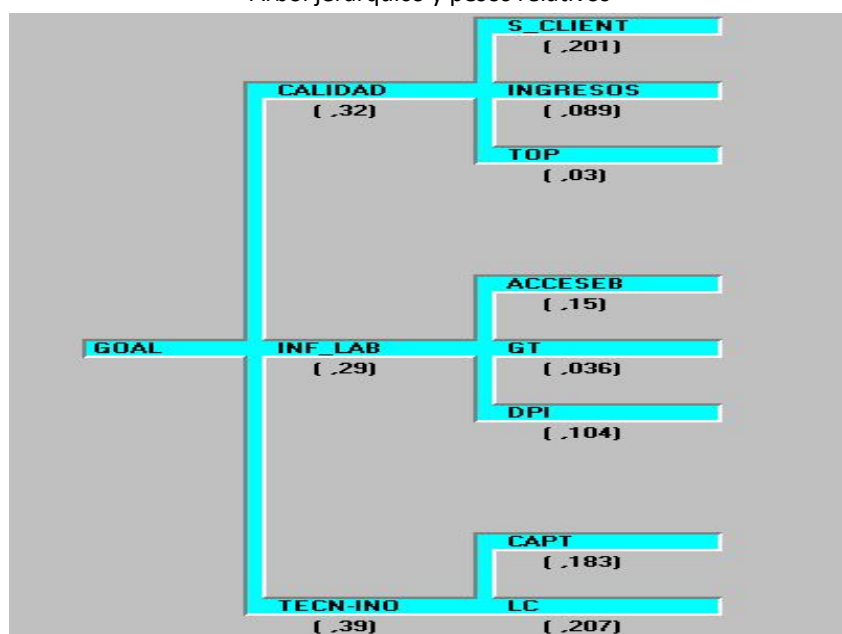 Árbol jerárquico y pesos relativos
S_CLIENT
( ,201)
CALIDAD
( ,32)
INGRESOS
( ,089)
TOP
( ,03)
ACCESEB
( ,15)
GOAL
INF_LAB
( ,29)
GT
( ,036)
DPI
( ,104)
CAPT
( ,183)
TECN-INO
( ,39)
LC
( ,207)